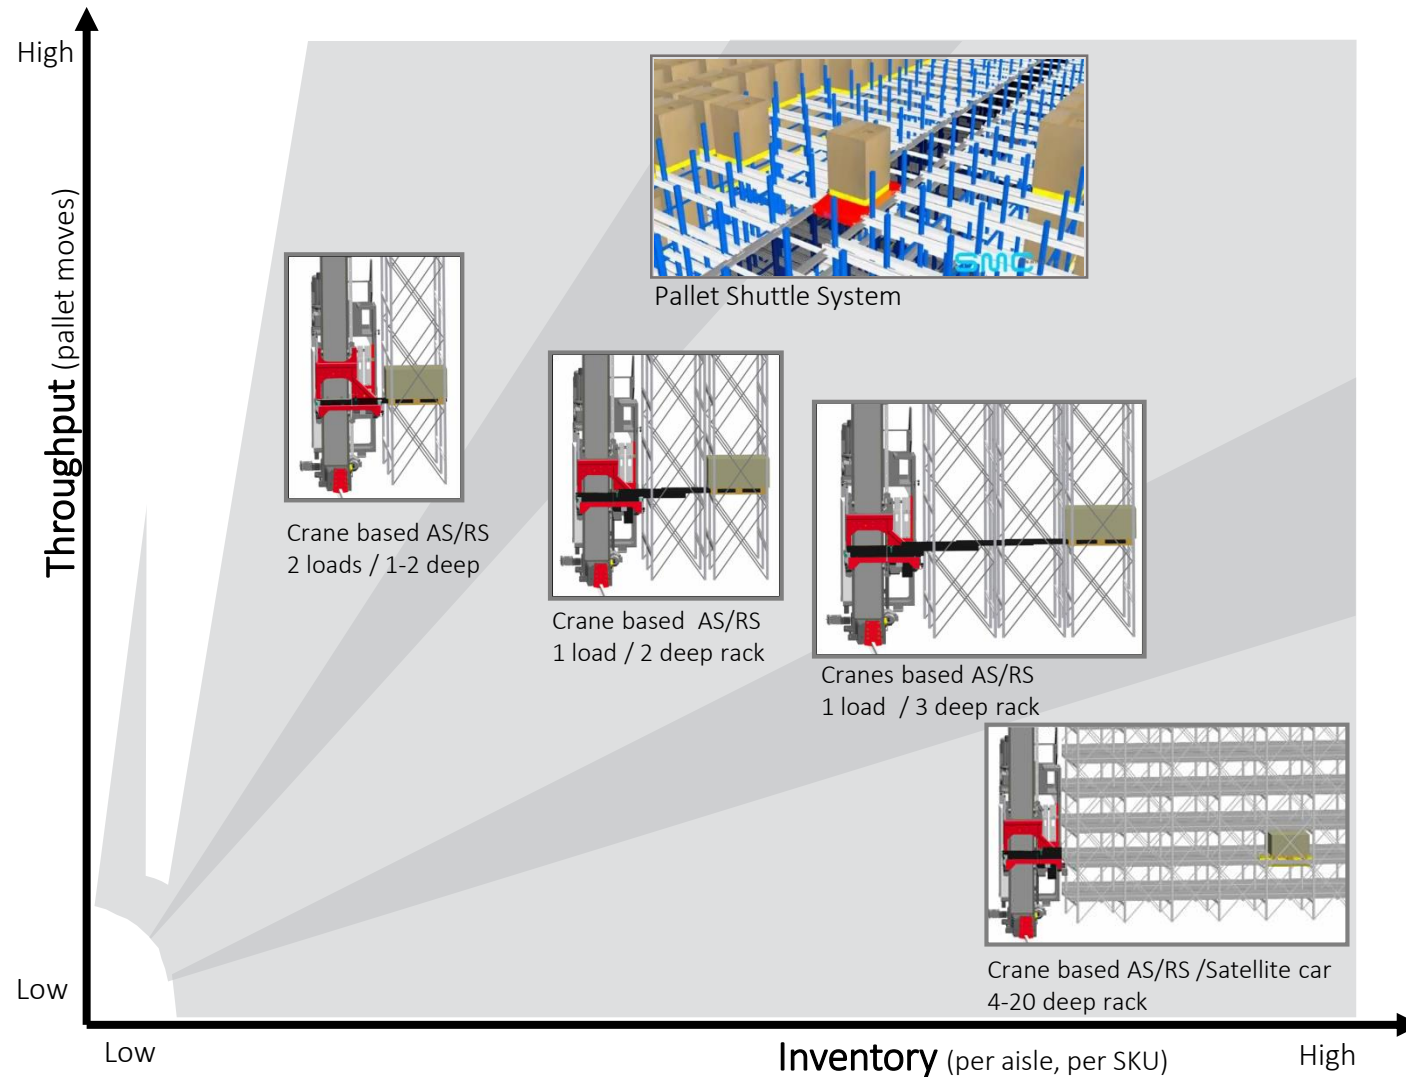 High
Throughput (pallet moves)
Low
SMC
Pallet Shuttle System
Crane based AS/RS
2 loads / 1-2 deep
Crane based AS/RS
1 load / 2 deep rack
Cranes based AS/RS
1 load / 3 deep rack
Crane based AS/RS /Satellite car
4-20 deep rack
Low
Inventory (per aisle, per SKU)
High